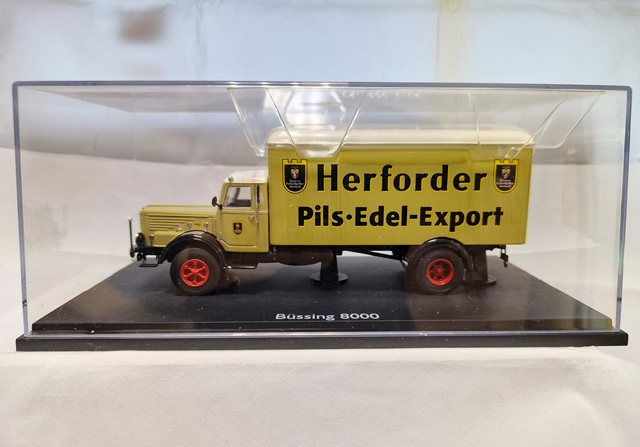 Herforder
Pils·Edel-Export
Büssing 8000